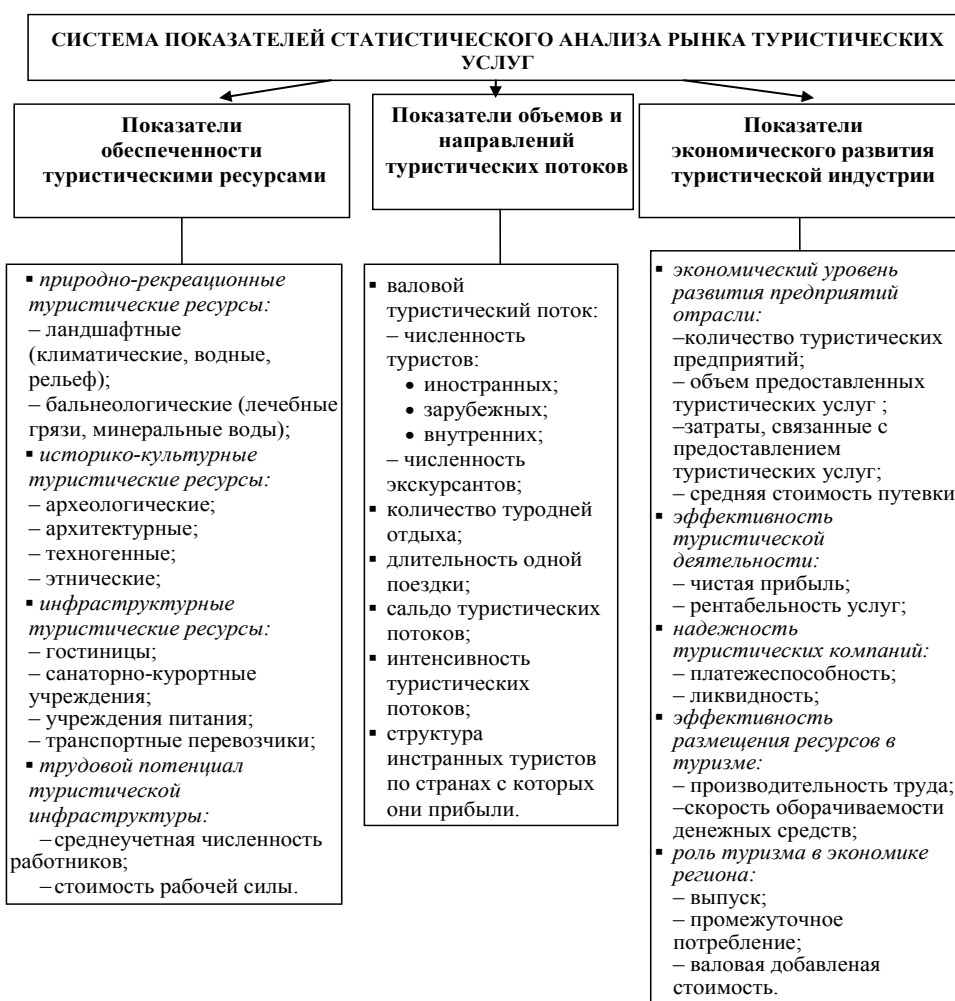 СИСТЕМА ПОКАЗАТЕЛЕЙ СТАТИСТИЧЕСКОГО АНАЛИЗА РЫНКА ТУРИСТИЧЕСКИХ
УСЛУГ
Показатели
обеспеченности
туристическими ресурсами
Показатели объемов и
направлений
туристических потоков
Показатели
экономического развития
туристической индустрии
▪ природно-рекреационные
туристические ресурсы:
– ландшафтные
(климатические, водные,
рельеф);
– бальнеологические (лечебные
грязи, минеральные воды);
▪ историко-культурные
туристические ресурсы:
– археологические;
– архитектурные;
– техногенные;
– этнические;
▪ инфраструктурные
туристические ресурсы:
– гостиницы;
– санаторно-курортные
учреждения;
– учреждения питания;
– транспортные перевозчики;
▪ трудовой потенциал
туристической
инфраструктуры:
– среднеучетная численность
работников;
– стоимость рабочей силы.
▪ валовой
туристический поток:
– численность
туристов:
• иностранных;
• зарубежных;
• внутренних;
– численность
экскурсантов;
▪ количество туродней
отдыха;
▪ длительность одной
поездки;
▪ сальдо туристических
потоков;
▪ интенсивность
туристических
потоков;
▪ структура
инстранных туристов
по странах с которых
они прибыли.
▪ экономический уровень
развития предприятий
отрасли:
–количество туристических
предприятий;
– объем предоставленных
туристических услуг ;
–затраты, связанные с
предоставлением
туристических услуг;
– средняя стоимость путевки
▪ эффективность
туристической
деятельности:
– чистая прибыль;
– рентабельность услуг;
▪ надежность
туристических компаний:
– платежеспособность;
– ликвидность;
▪ эффективность
размещения ресурсов в
туризме:
– производительность труда;
–скорость оборачиваемости
денежных средств;
▪ роль туризма в экономике
региона:
– выпуск;
– промежуточное
потребление;
– валовая добавленая
стоимость.